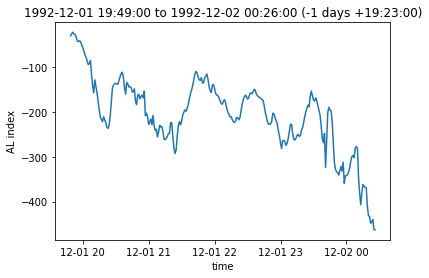 1992-12-01 19:49:00 to 1992-12-02 00:26:00 (-1 days +19:23:00)
−100
−200
−300
−400
AL index
12-01 20 12-01 21 12-01 22 12-01 23 12-02 00
time